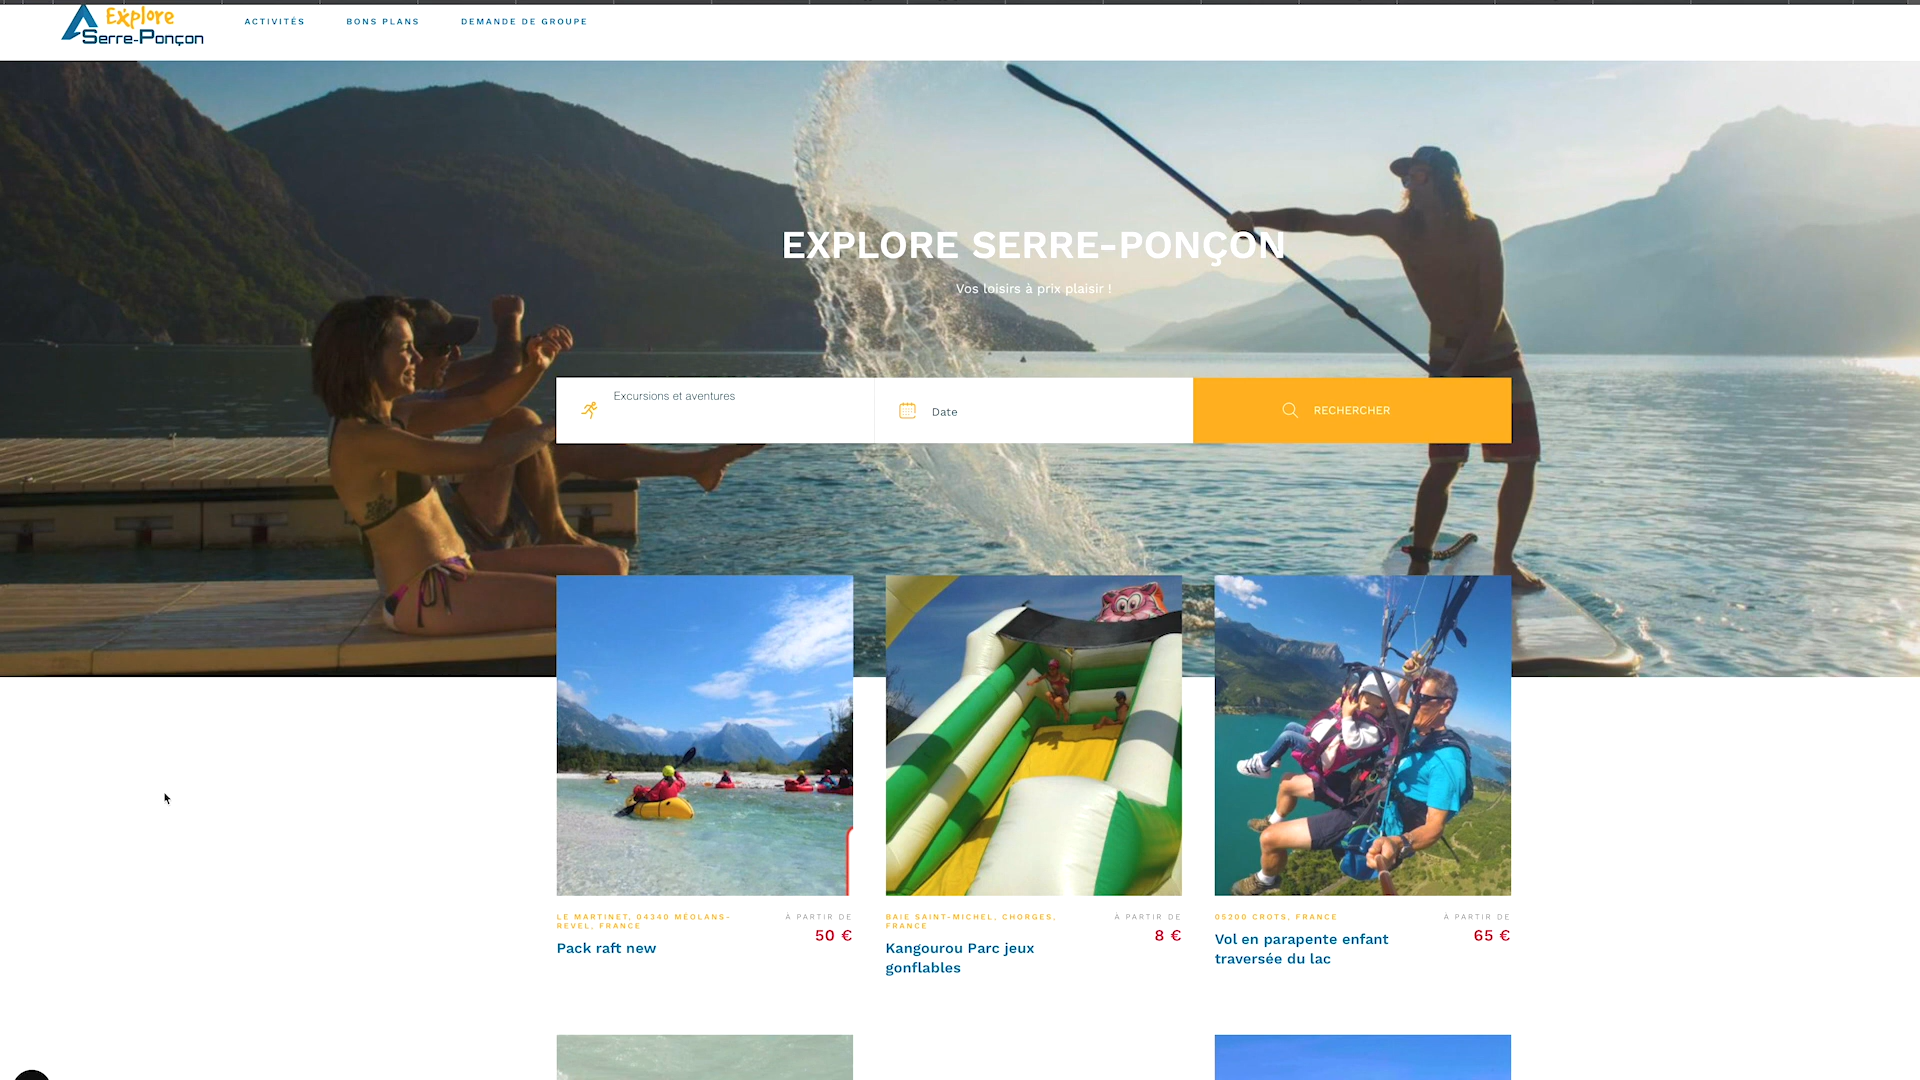 Explore
Serre-Ponçon
ACTIVITÉS
BONS PLANS
DEMANDE DE GROUPE
EXPLORE SERRE-PONÇON
Vos loisirs à prix plaisir !
Excursions et aventures
Date
RECHERCHER
LE MARTINET, 04340 MÉOLANS-
REVEL, FRANCE
À PARTIR DE
50 €
Pack raft new
BAIE SAINT-MICHEL, CHORGES,
FRANCE
À PARTIR DE
8 €
Kangourou Parc jeux
gonflables
05200 CROTS, FRANCE
À PARTIR DE
65 €
Vol en parapente enfant
traversée du lac